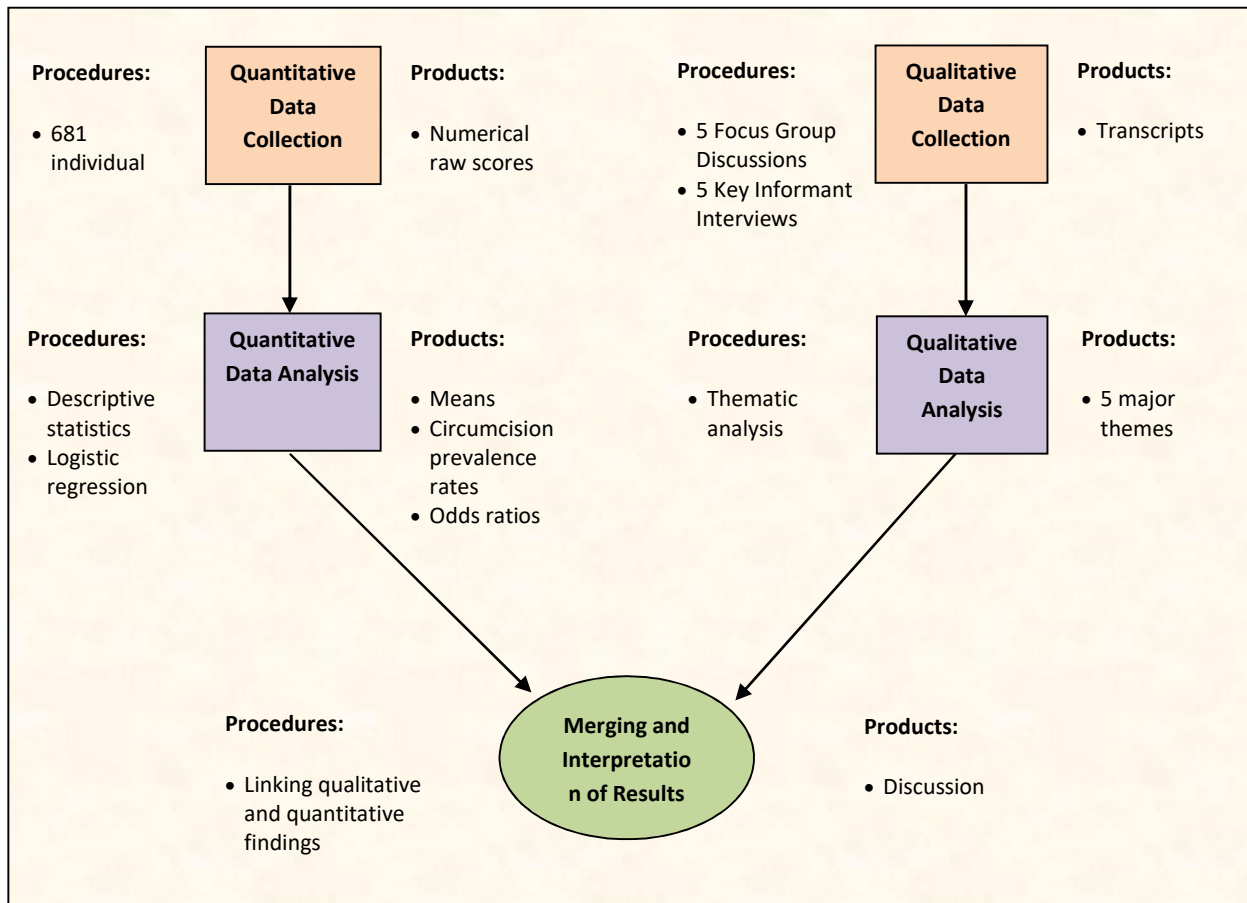 Procedures:
• 681
individual
Quantitative
Data
Collection
Products:
• Numerical
raw scores
Procedures:
• 5 Focus Group
Discussions
• 5 Key Informant
Interviews
Qualitative
Data
Collection
Products:
• Transcripts
Procedures:
• Descriptive
statistics
• Logistic
regression
Quantitative
Data Analysis
Products:
• Means
• Circumcision
prevalence
rates
• Odds ratios
Procedures:
• Thematic
analysis
Qualitative
Data
Analysis
Products:
• 5 major
themes
Procedures:
• Linking qualitative
and quantitative
findings
Merging and
Interpretatio
n of Results
Products:
• Discussion